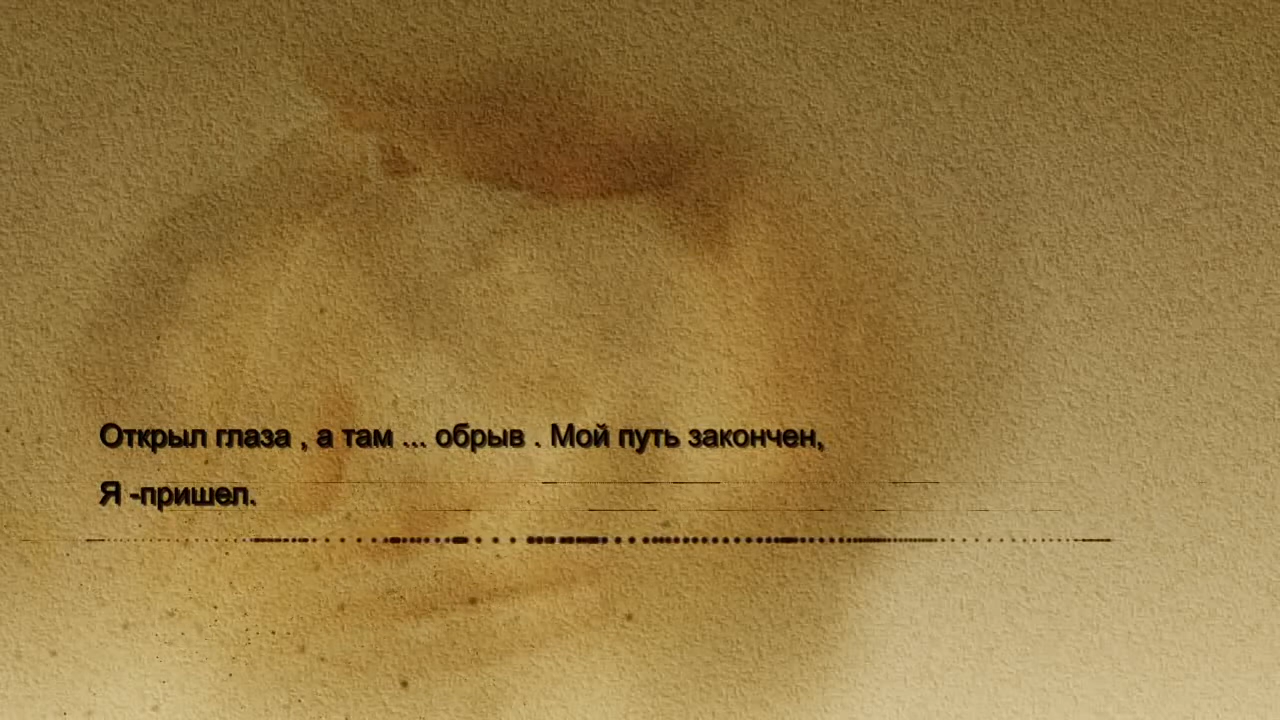 Открыл глаза , а там ... обрыв . Мой путь закончен,
Я -пришел.